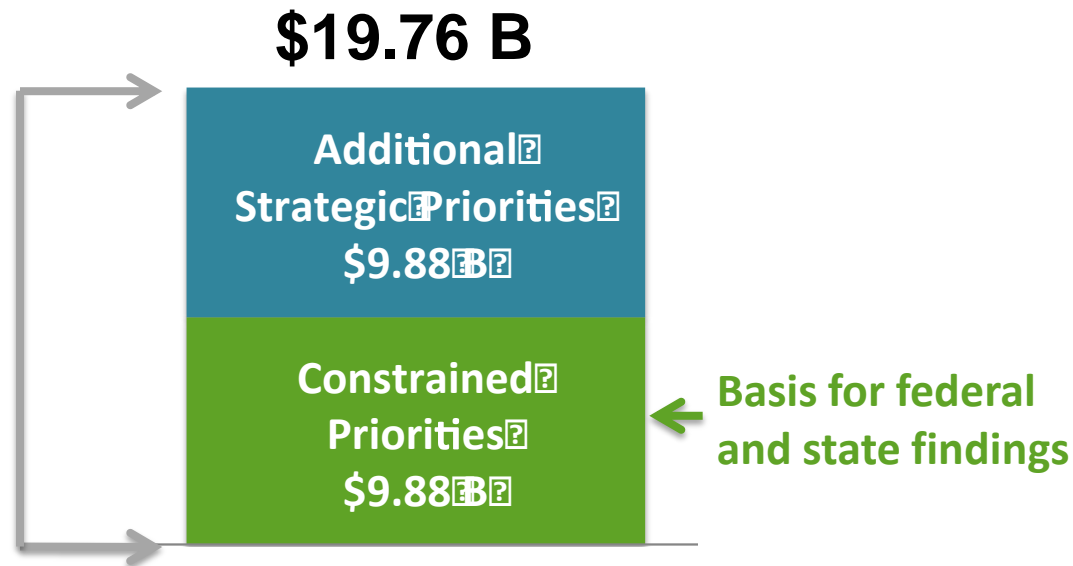 $19.76 B
Additional
Strategic Priorities
$9.88 B
Constrained
Priorities
$9.88 B
Basis for federal
and state findings